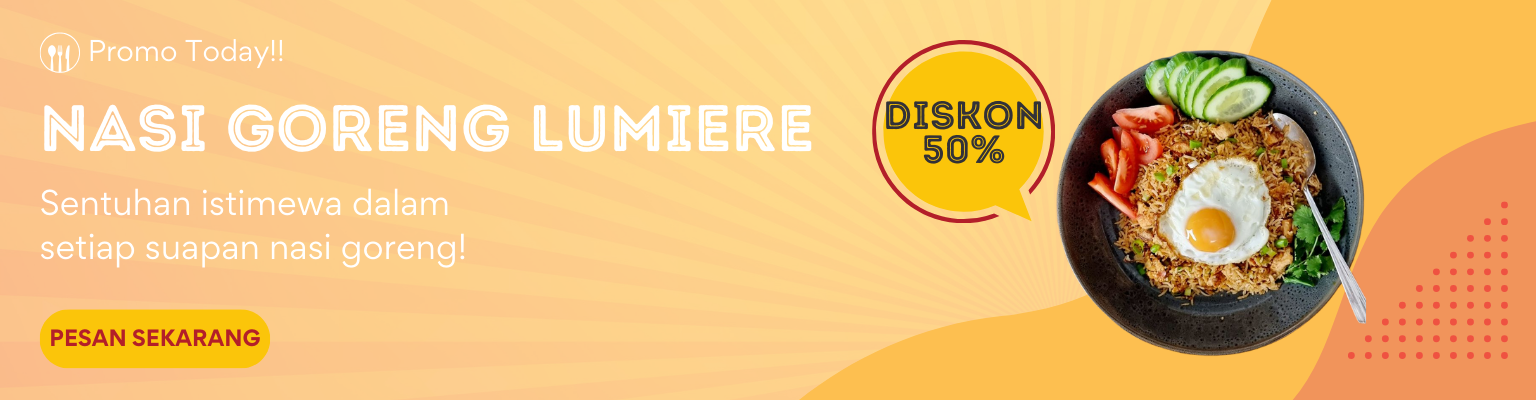 Promo Today!!
NASI GORENG LUMIERE
Sentuhan istimewa dalam
setiap suapan nasi goreng!
PESAN SEKARANG
DISKON
50%